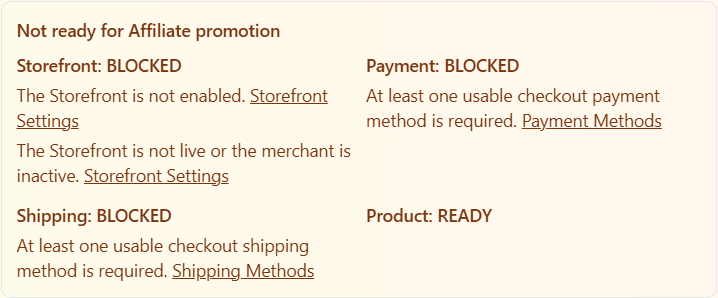 Not ready for Affiliate promotion
Storefront: BLOCKED
The Storefront is not enabled. Storefront
Settings
The Storefront is not live or the merchant is
inactive. Storefront Settings
Payment: BLOCKED
At least one usable checkout payment
method is required. Payment Methods
Shipping: BLOCKED
At least one usable checkout shipping
method is required. Shipping Methods
Product: READY